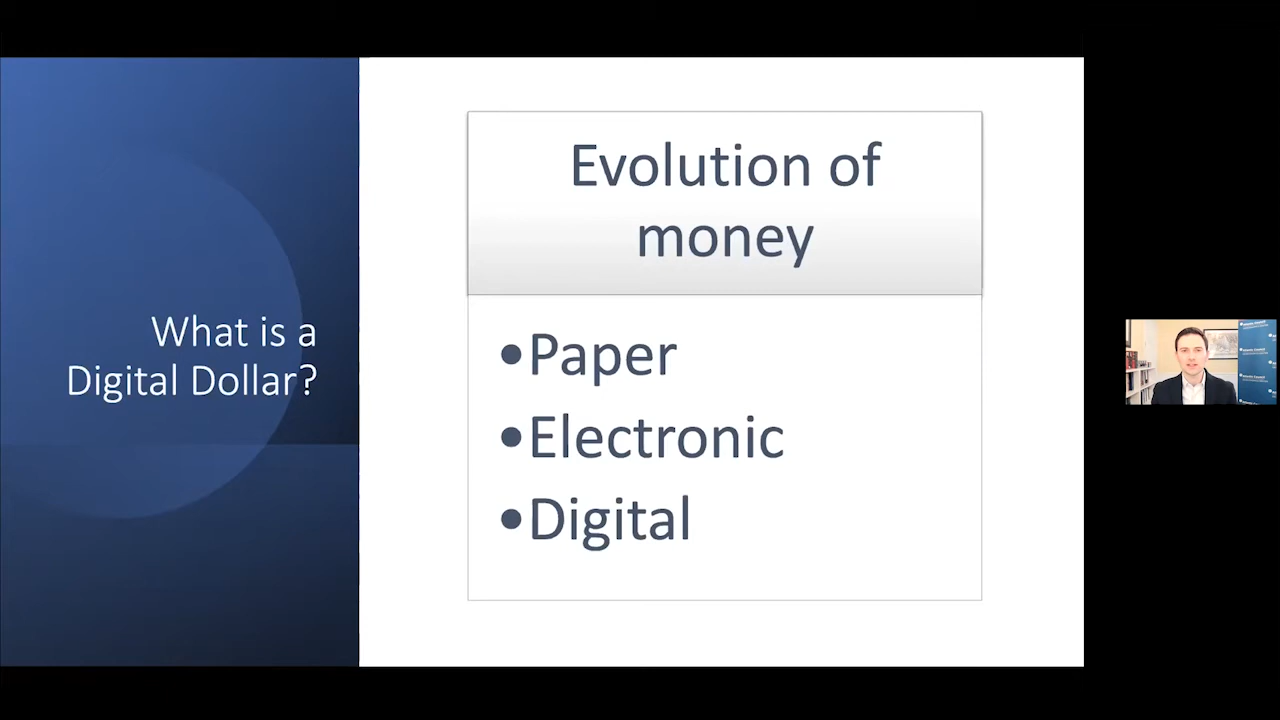 What is a
Digital Dollar?
Evolution of
money
•Paper
•Electronic
•Digital